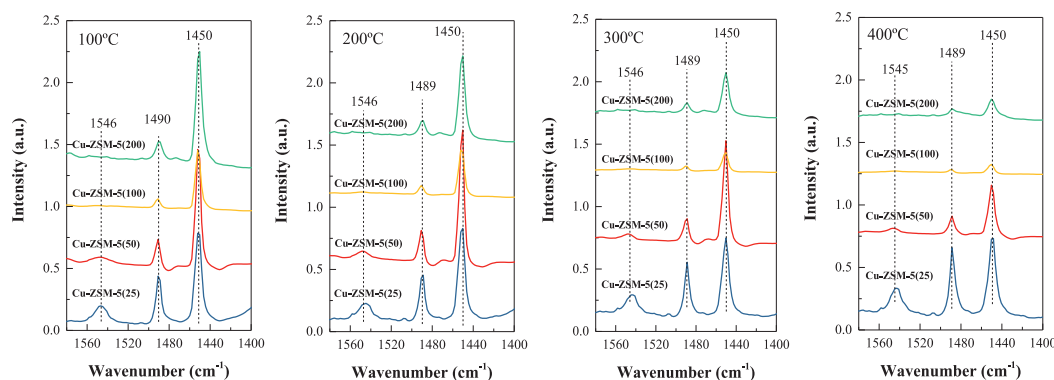 100°C
1450
1490
1546
Cu-ZSM-5(200)
Cu-ZSM-5(100)
Cu-ZSM-5(50)
Cu-ZSM-5(25)
2.5
2.0
1.5
1.0
0.5
0.0
Intensity (a.u.)
1560 1520 1480 1440 1400
Wavenumber (cm⁻¹)
200°C
1450
1489
1546
Cu-ZSM-5(200)
Cu-ZSM-5(100)
Cu-ZSM-5(50)
Cu-ZSM-5(25)
2.5
2.0
1.5
1.0
0.5
0.0
Intensity (a.u.)
1560 1520 1480 1440 1400
Wavenumber (cm⁻¹)
300°C
1450
1489
1546
Cu-ZSM-5(200)
Cu-ZSM-5(100)
Cu-ZSM-5(50)
Cu-ZSM-5(25)
2.5
2.0
1.5
1.0
0.5
0.0
Intensity (a.u.)
1560 1520 1480 1440 1400
Wavenumber (cm⁻¹)
400°C
1450
1489
1545
Cu-ZSM-5(200)
Cu-ZSM-5(100)
Cu-ZSM-5(50)
Cu-ZSM-5(25)
2.5
2.0
1.5
1.0
0.5
0.0
Intensity (a.u.)
1560 1520 1480 1440 1400
Wavenumber (cm⁻¹)